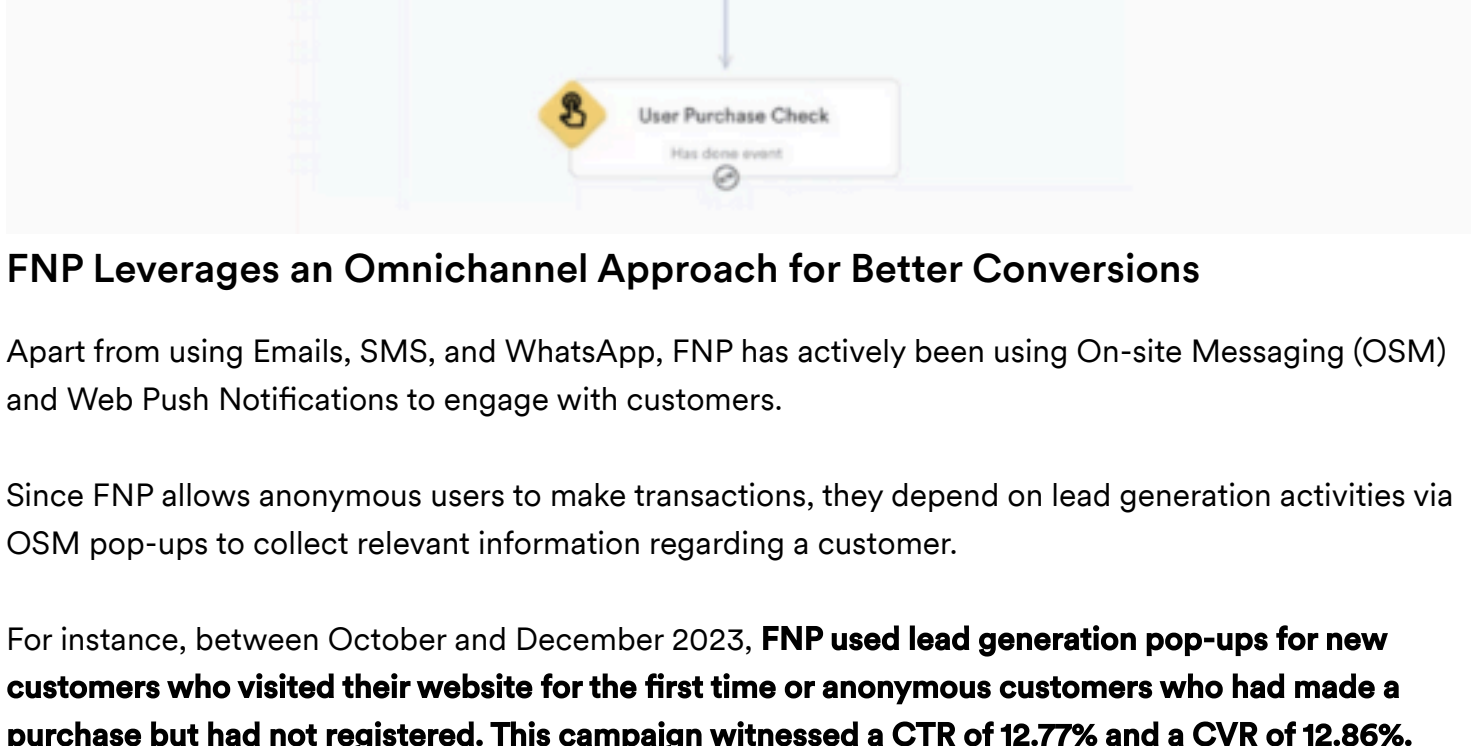 User Purchase Check
Has done event
FNP Leverages an Omnichannel Approach for Better Conversions
Apart from using Emails, SMS, and WhatsApp, FNP has actively been using On-site Messaging (OSM)
and Web Push Notifications to engage with customers.
Since FNP allows anonymous users to make transactions, they depend on lead generation activities via
OSM pop-ups to collect relevant information regarding a customer.
For instance, between October and December 2023, FNP used lead generation pop-ups for new
customers who visited their website for the first time or anonymous customers who had made a
purchase but had not registered. This campaign witnessed a CTR of 12.77% and a CVR of 12.86%.